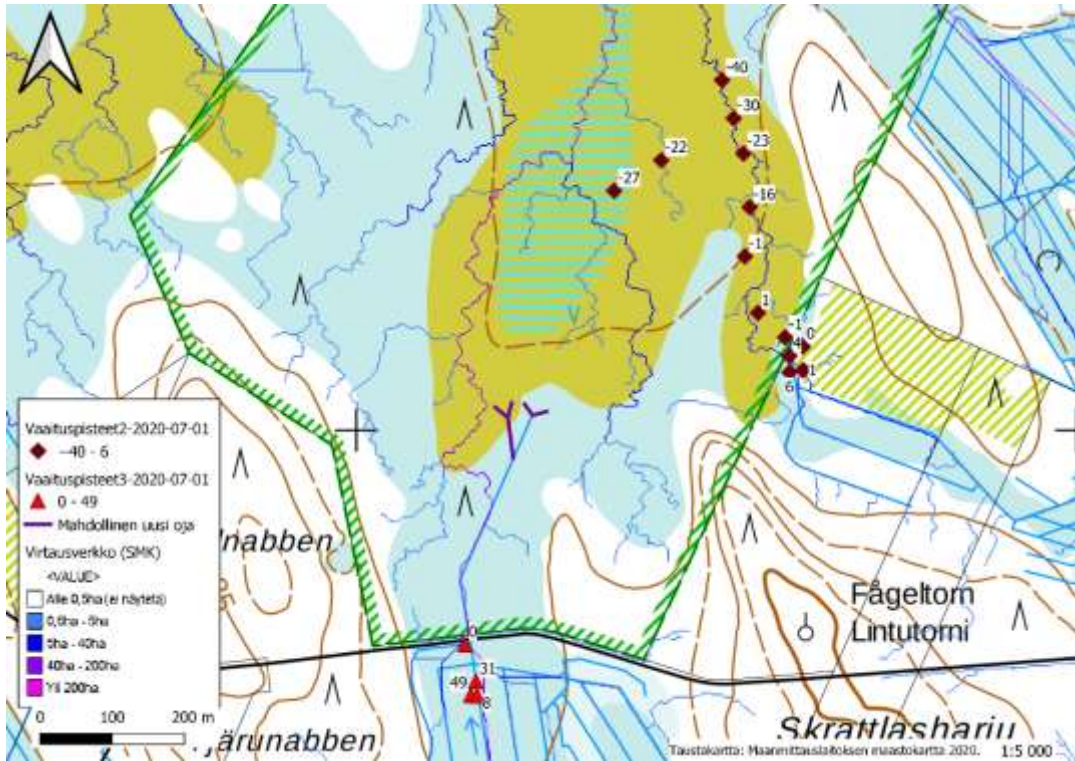 -40
-30
-23
-22
-27
-16
-1
1
-1
0
4
6
1
Vaaituspisteet2-2020-07-01
--40 - 6
Vaaituspisteet3-2020-07-01
0 - 49
Mahdollinen uusi oja
Virtausverkko (SMK)
<VALUE>
Alle 0,5ha (ei näytetä)
0,5ha - 5ha
5ha - 40ha
40ha - 200ha
Yli 200ha
0 100 200 m
lnabben
Fågeltorn
Lintutorni
0
31
49
8
järunabben
Skrattlasharju
Taustakartta: Maanmittauslaitoksen maastokartta 2020.
1:5 000